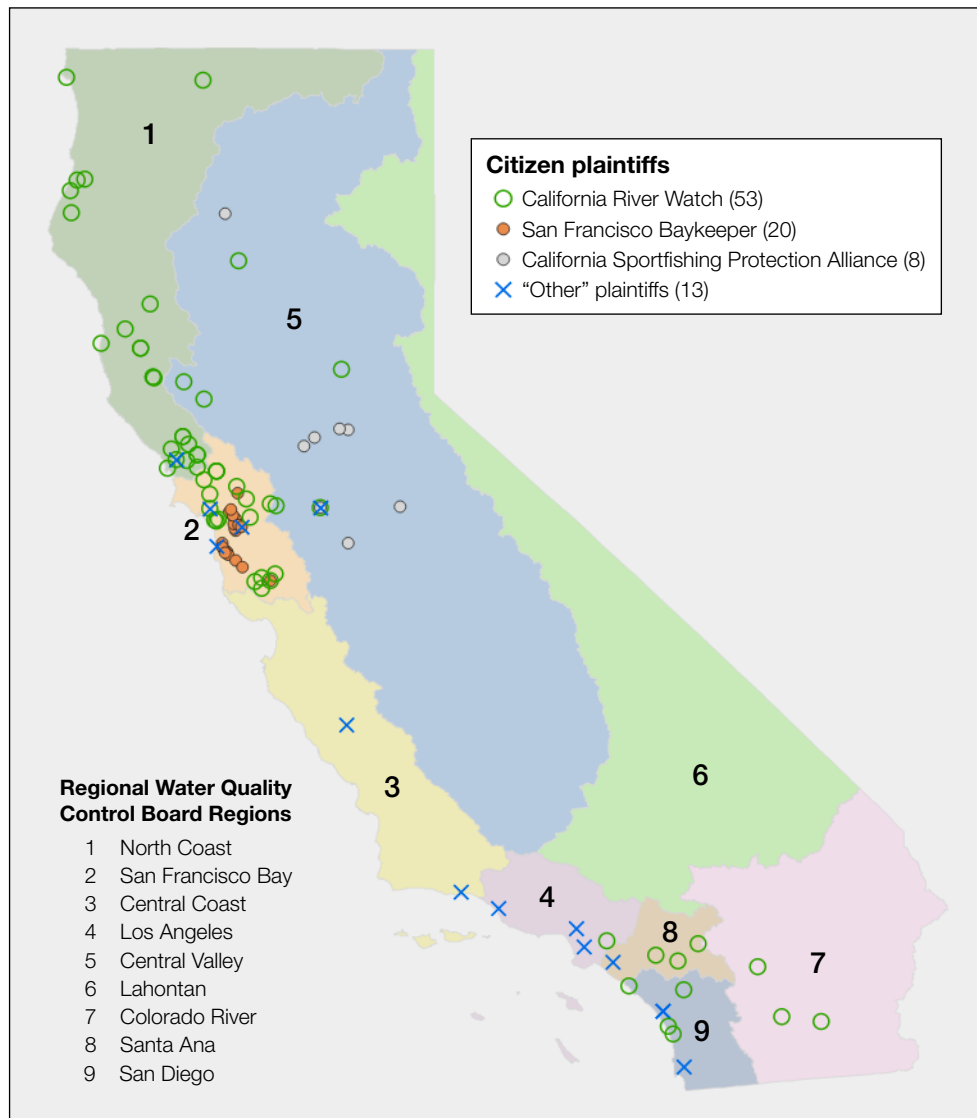 1
Citizen plaintiffs
California River Watch (53)
San Francisco Baykeeper (20)
California Sportfishing Protection Alliance (8)
“Other” plaintiffs (13)
5
2
3
6
Regional Water Quality
Control Board Regions
1 North Coast
2 San Francisco Bay
3 Central Coast
4 Los Angeles
5 Central Valley
6 Lahontan
7 Colorado River
8 Santa Ana
9 San Diego
4
8
7
9